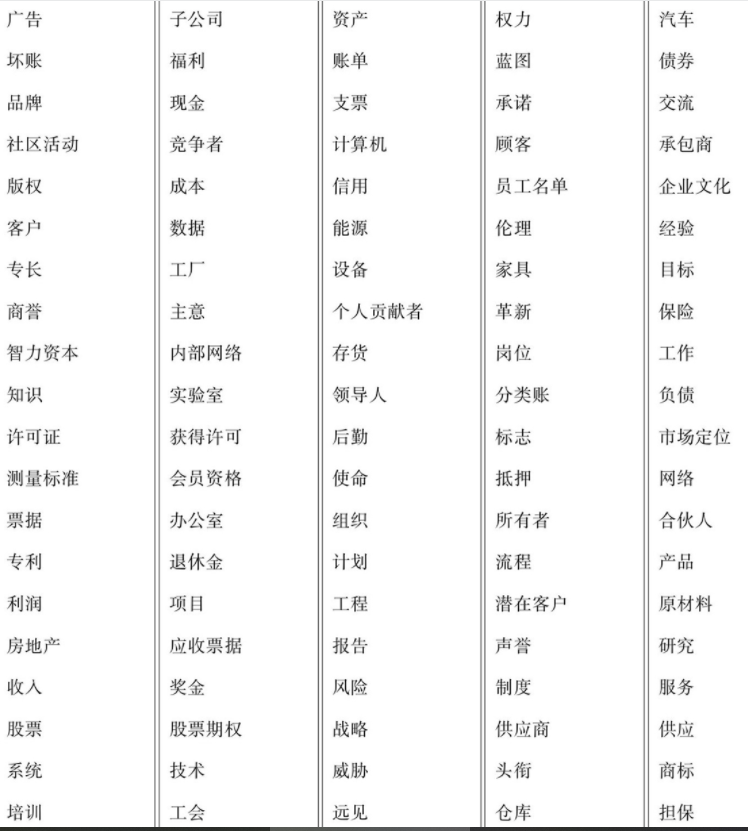 广告 子公司 资产 权力 汽车
坏账 福利 账单 蓝图 债券
品牌 现金 支票 承诺 交流
社区活动 竞争者 计算机 顾客 承包商
版权 成本 信用 员工名单 企业文化
客户 数据 能源 伦理 经验
专长 工厂 设备 家具 目标
商誉 主意 个人贡献者 革新 保险
智力资本 内部网络 存货 岗位 工作
知识 实验室 领导人 分类账 负债
许可证 获得许可 后勤 标志 市场定位
测量标准 会员资格 使命 抵押 网络
票据 办公室 组织 所有者 合伙人
专利 退休金 计划 流程 产品
利润 项目 工程 潜在客户 原材料
房地产 应收票据 报告 声誉 研究
收入 奖金 风险 制度 服务
股票 股票期权 战略 供应商 供应
系统 技术 威胁 头衔 商标
培训 工会 远见 仓库 担保